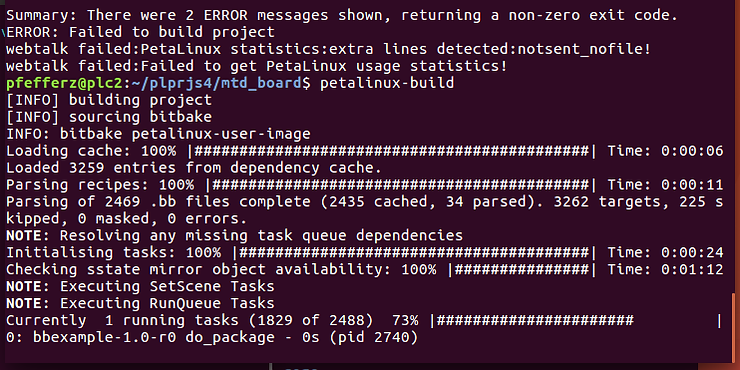 Summary: There were 2 ERROR messages shown, returning a non-zero exit code.
ERROR: Failed to build project
webtalk failed:PetaLinux statistics:extra lines detected:notsent_nofile!
webtalk failed:Failed to get PetaLinux usage statistics!
pfefferz@plc2:~/plprjs4/mtd_board$ petalinux-build
[INFO] building project
[INFO] sourcing bitbake
INFO: bitbake petalinux-user-image
Loading cache: 100% |############################################| Time: 0:00:06
Loaded 3259 entries from dependency cache.
Parsing recipes: 100% |##########################################| Time: 0:00:11
Parsing of 2469 .bb files complete (2435 cached, 34 parsed). 3262 targets, 225 s
kipped, 0 masked, 0 errors.
NOTE: Resolving any missing task queue dependencies
Initialising tasks: 100% |#######################################| Time: 0:00:24
Checking sstate mirror object availability: 100% |###############| Time: 0:01:12
NOTE: Executing SetScene Tasks
NOTE: Executing RunQueue Tasks
Currently  1 running tasks (1829 of 2488)  73% |######################         |
0: bbexample-1.0-r0 do_package - 0s (pid 2740)